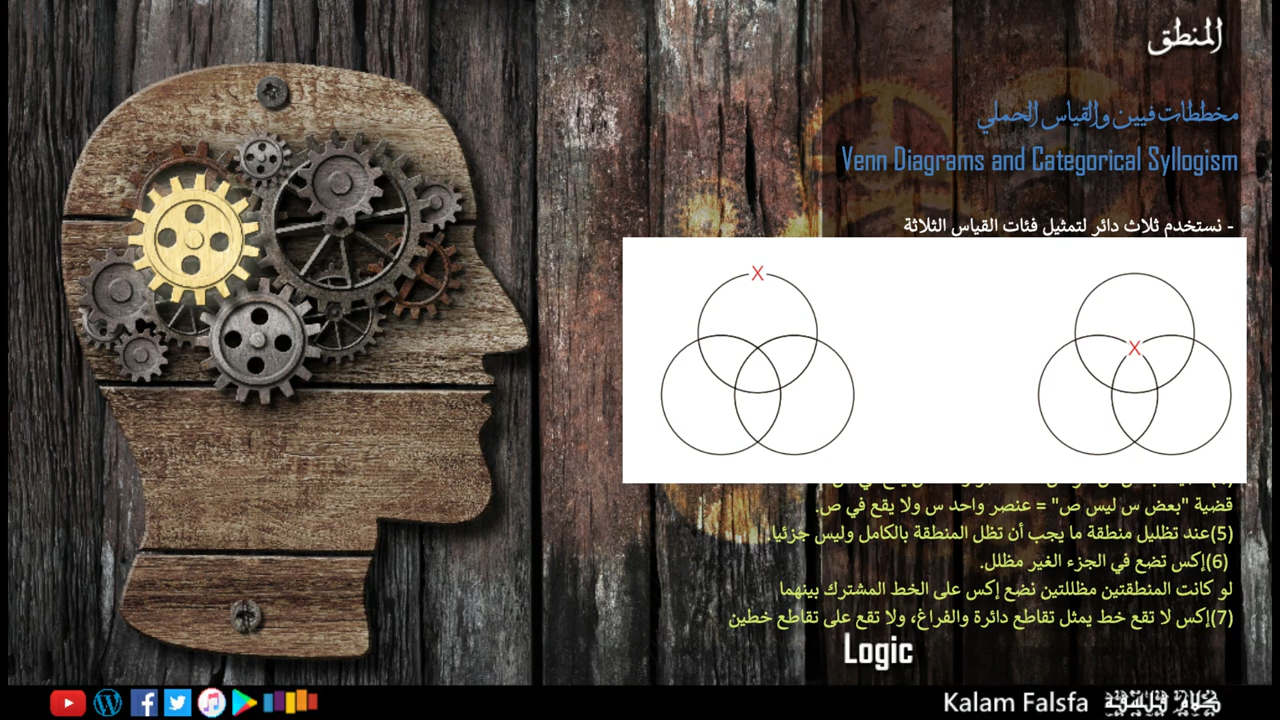 المنطق
مخططات فيين والقياس الحملي
Venn Diagrams and Categorical Syllogism
- نستخدم ثلاث دائر لتمثيل فئات القياس الثلاثة
X
X
قضية "بعض س ليس ص" = عنصر واحد س ولا يقع في ص.
(5)عند تظليل منطقة ما يجب أن تظل المنطقة بالكامل وليس جزئيا.
(6)إكس تضع في الجزء الغير مظلل.
لو كانت المنطقتين مظللتين نضع إكس على الخط المشترك بينهما
(7)إكس لا تقع خط يمثل تقاطع دائرة والفراغ، ولا تقع على تقاطع خطين
Logic
Kalam Falsfa
كلام فلسفة